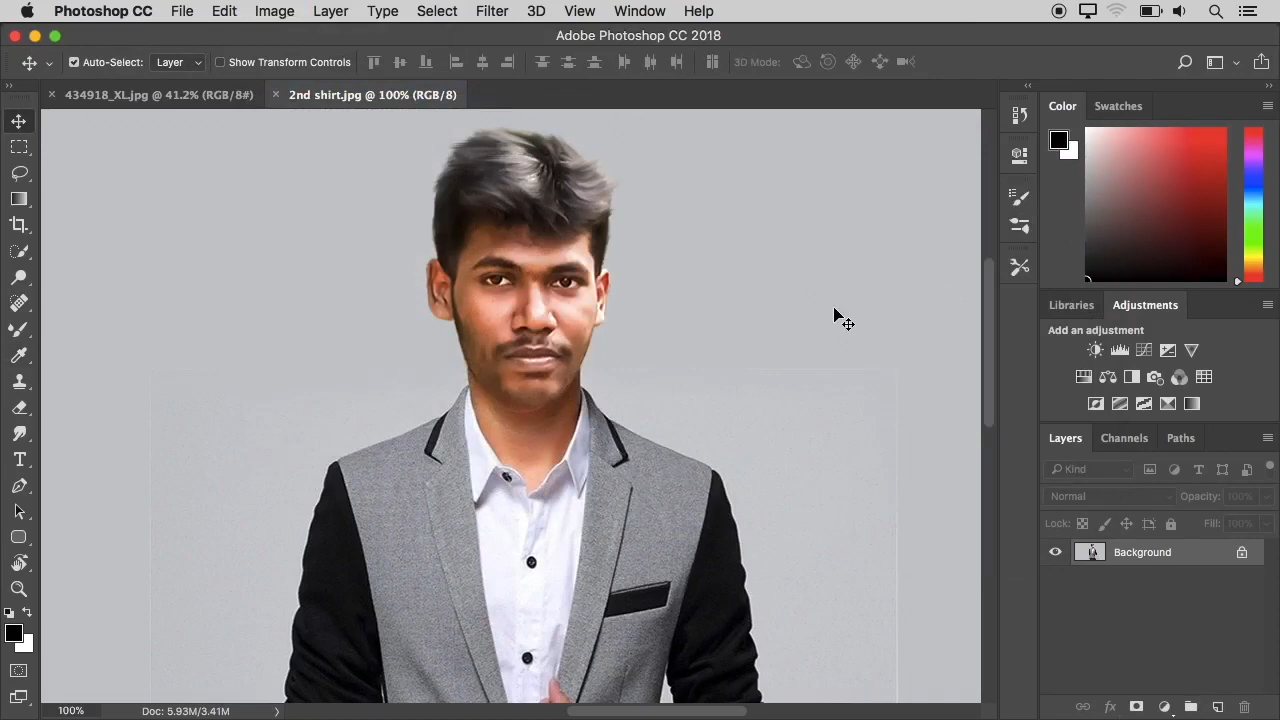 Photoshop CC File Edit Image Layer Type Select Filter 3D View Window Help
Adobe Photoshop CC 2018
Auto-Select: Layer Show Transform Controls 3D Mode:
434918_XL.jpg @ 41.2% (RGB/8#) 2nd shirt.jpg @ 100% (RGB/8)
Color Swatches
Libraries Adjustments
Add an adjustment
Layers Channels Paths
Kind
Normal Opacity: 100%
Lock: Fill: 100%
Background
100% Doc: 5.93M/3.41M